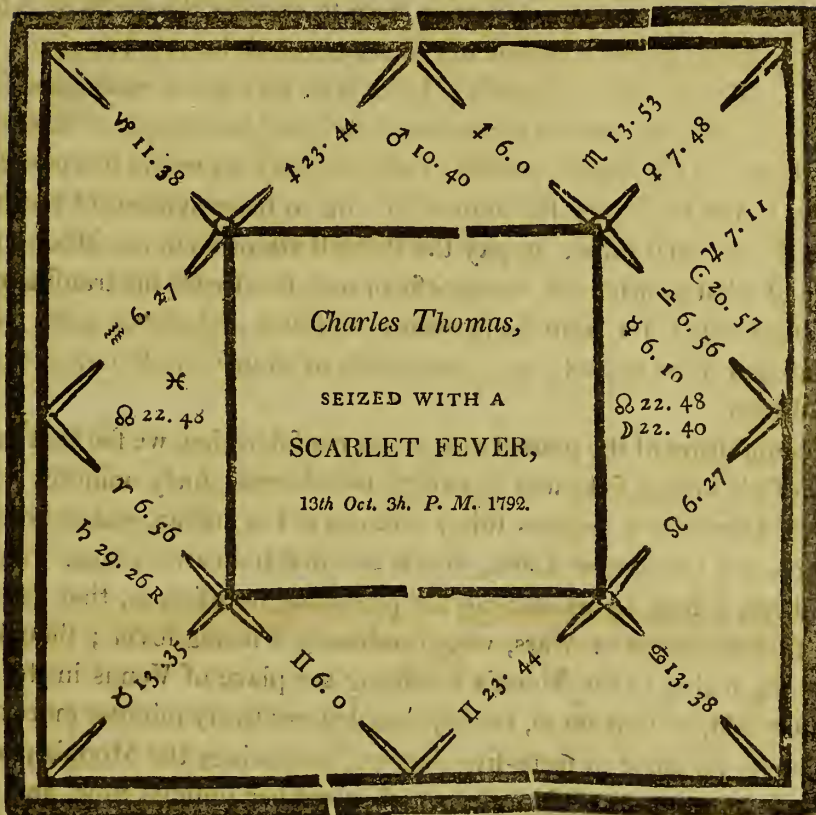 ♑ 11. 38
♐ 23. 44
♂ 10. 40
♐ 6. 0
♏ 13. 53
♀ 7. 48
☉ 20. 57
♃ 7. 11
♎ 6. 56
☿ 6. 10
☊ 22. 48
☽ 22. 40
♌ 6. 27
♋ 13. 38
♊ 23. 44
♊ 6. 0
♉ 13. 35
♄ 29. 26 R
♈ 6. 56
☊ 22. 48
♓
♒ 6. 27
Charles Thomas,
SEIZED WITH A
SCARLET FEVER,
13th Oct. 3h. P. M. 1792.